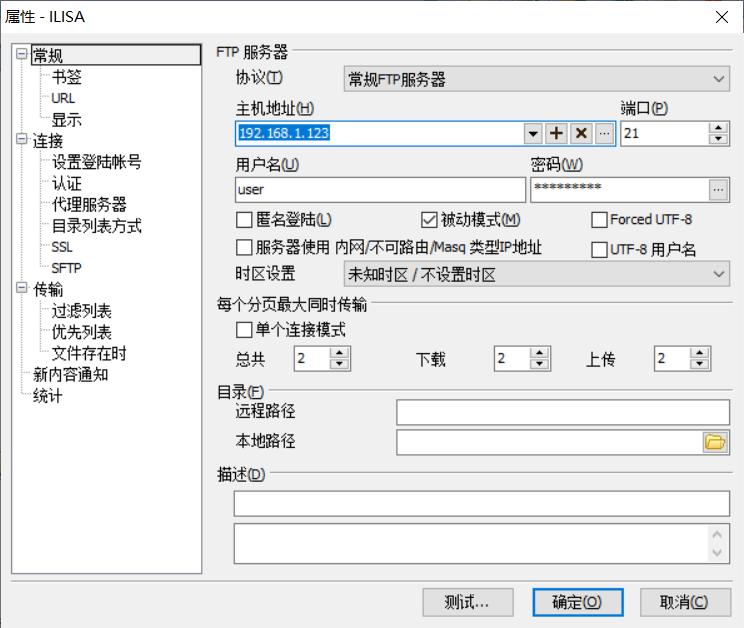 属性 - ILISA
常规
书签
URL
显示
连接
设置登陆帐号
认证
代理服务器
目录列表方式
SSL
SFTP
传输
过滤列表
优先列表
文件存在时
新内容通知
统计
FTP 服务器
协议(T) 常规FTP服务器
主机地址(H) 端口(P)
192.168.1.123 21
用户名(U) 密码(W)
user *********
匿名登陆(L) 被动模式(M) Forced UTF-8
服务器使用 内网/不可路由/Masq 类型IP地址 UTF-8 用户名
时区设置 未知时区 / 不设置时区
每个分页最大同时传输
单个连接模式
总共 2 下载 2 上传 2
目录(F)
远程路径
本地路径
描述(D)
测试... 确定(O) 取消(C)